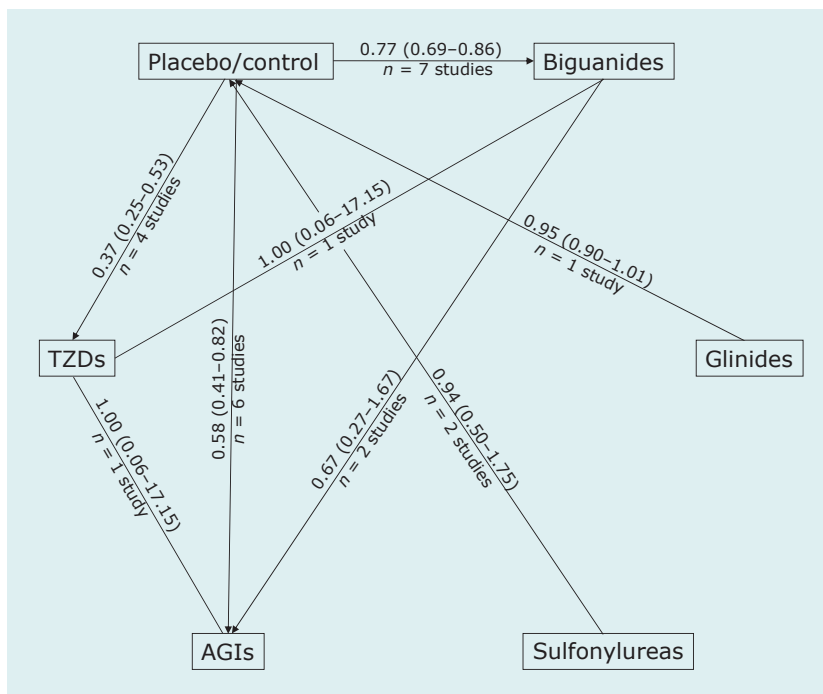 Placebo/control
0.77 (0.69–0.86)
n = 7 studies
Biguanides
0.37 (0.25–0.53)
n = 4 studies
1.00 (0.06–17.15)
n = 1 study
0.95 (0.90–1.01)
n = 1 study
TZDs
Glinides
0.58 (0.41–0.82)
n = 6 studies
1.00 (0.06–17.15)
n = 1 study
0.67 (0.27–1.67)
n = 2 studies
0.94 (0.50–1.75)
n = 2 studies
AGIs
Sulfonylureas